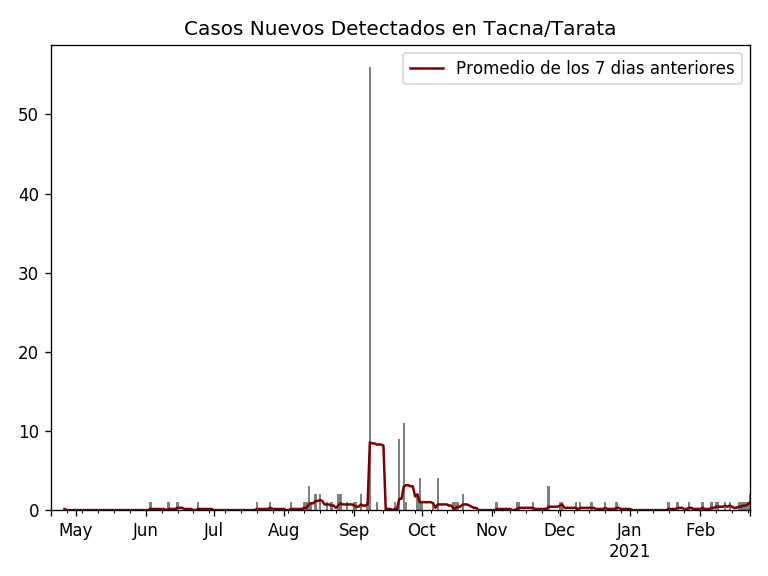 Casos Nuevos Detectados en Tacna/Tarata
Promedio de los 7 dias anteriores
50
40
30
20
10
0
May Jun Jul Aug Sep Oct Nov Dec Jan Feb
2021